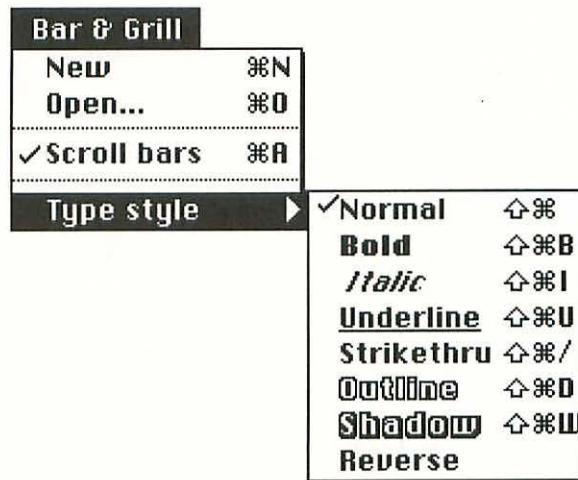 Bar & Grill
New ⌘N
Open... ⌘O
✓Scroll bars ⌘A
Type style ▶
✓Normal ⇧⌘
Bold ⇧⌘B
Italic ⇧⌘I
Underline ⇧⌘U
Strikethru ⇧⌘/
Outline ⇧⌘D
Shadow ⇧⌘W
Reverse